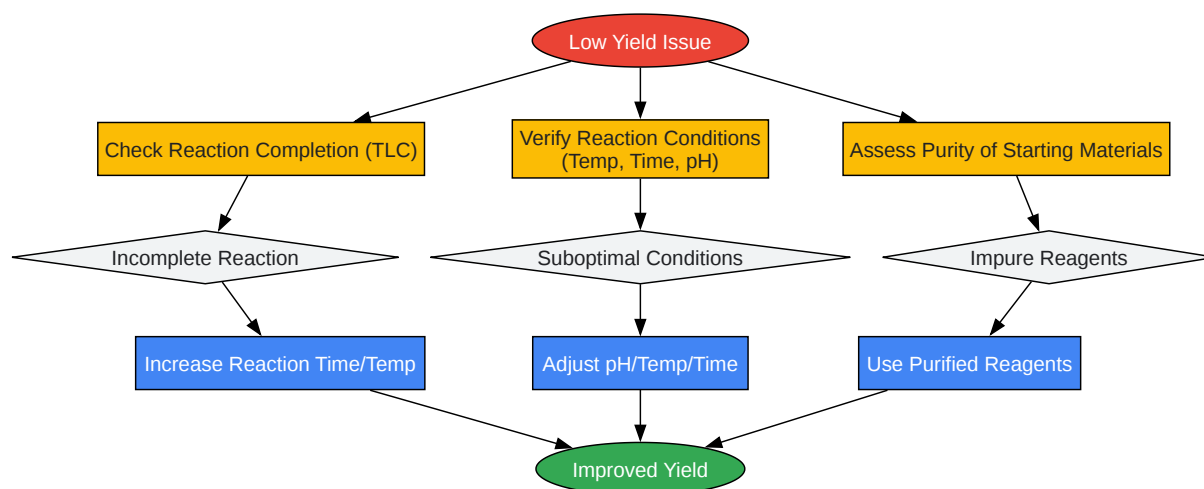 Low Yield Issue
Check Reaction Completion (TLC)
Verify Reaction Conditions
(Temp, Time, pH)
Assess Purity of Starting Materials
Incomplete Reaction
Suboptimal Conditions
Impure Reagents
Increase Reaction Time/Temp
Adjust pH/Temp/Time
Use Purified Reagents
Improved Yield